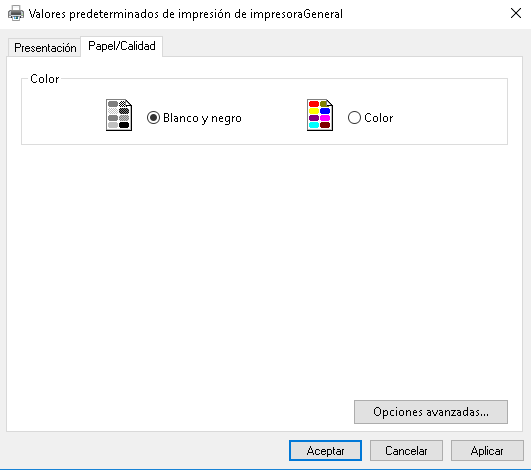 Valores predeterminados de impresión de impresoraGeneral
Presentación Papel/Calidad
Color
Blanco y negro Color
Opciones avanzadas...
Aceptar Cancelar Aplicar